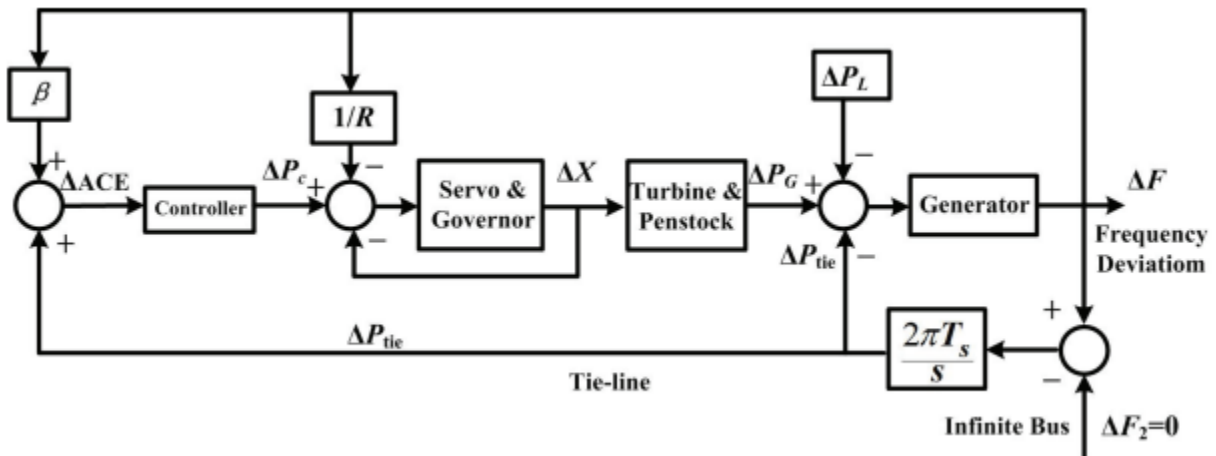 β
1/R
ΔP_L
+
ΔACE
Controller
ΔP_c
+
−
−
Servo &
Governor
ΔX
Turbine &
Penstock
ΔP_G
+
−
Generator
ΔF
Frequency
Deviatiom
+
ΔP_tie
−
ΔP_tie
2πT_s
s
+
−
Tie-line
Infinite Bus
ΔF₂=0